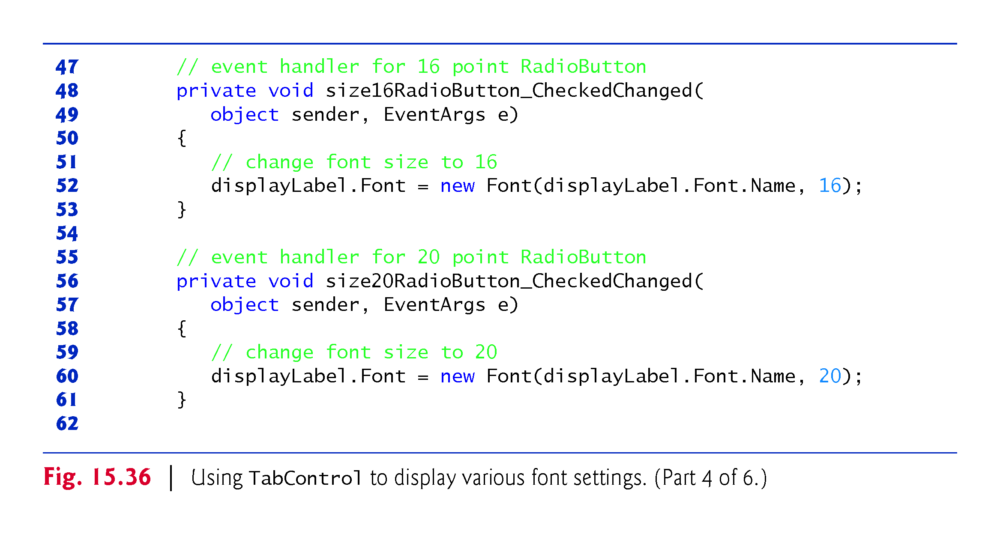 47 // event handler for 16 point RadioButton
48 private void size16RadioButton_CheckedChanged(
49 object sender, EventArgs e)
50 {
51 // change font size to 16
52 displayLabel.Font = new Font(displayLabel.Font.Name, 16);
53 }
54
55 // event handler for 20 point RadioButton
56 private void size20RadioButton_CheckedChanged(
57 object sender, EventArgs e)
58 {
59 // change font size to 20
60 displayLabel.Font = new Font(displayLabel.Font.Name, 20);
61 }
62
Fig. 15.36 | Using TabControl to display various font settings. (Part 4 of 6.)